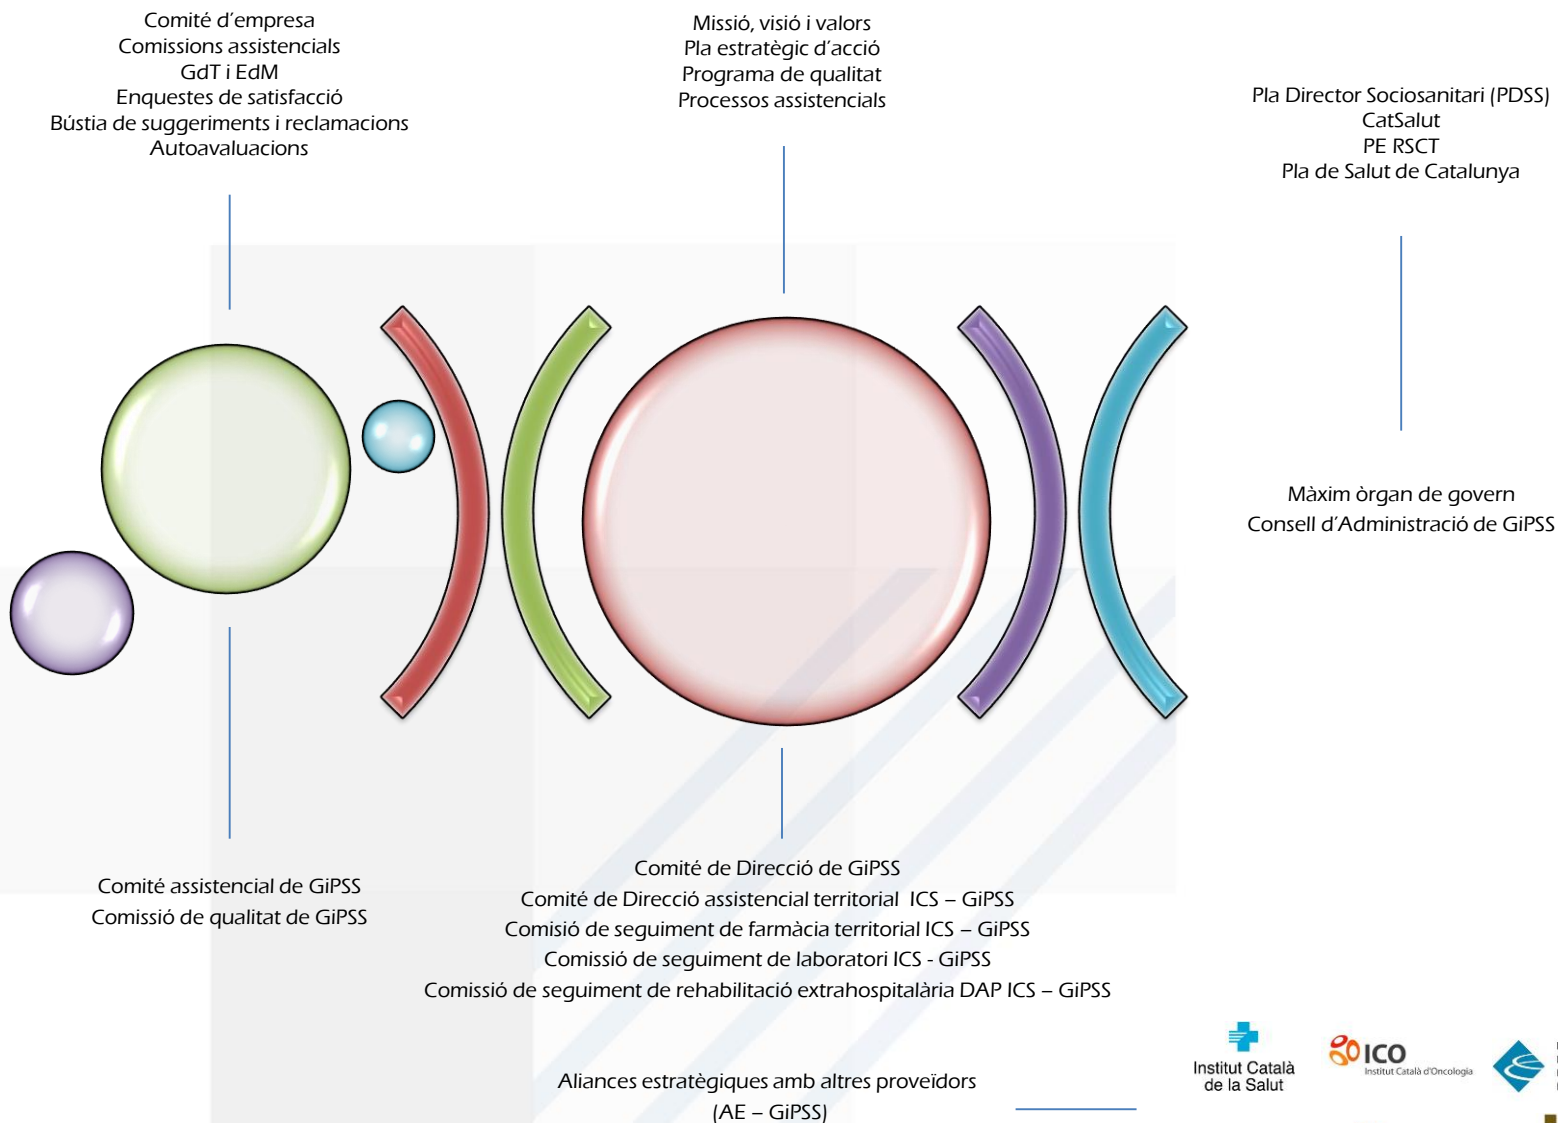 Comité d'empresa
Comissions assistencials
GdT i EdM
Enquestes de satisfacció
Bústia de suggeriments i reclamacions
Autoavaluacions
Missió, visió i valors
Pla estratègic d'acció
Programa de qualitat
Processos assistencials
Pla Director Sociosanitari (PDSS)
CatSalut
PE RSCT
Pla de Salut de Catalunya
Màxim òrgan de govern
Consell d'Administració de GiPSS
Comité assistencial de GiPSS
Comissió de qualitat de GiPSS
Comité de Direcció de GiPSS
Comité de Direcció assistencial territorial ICS – GiPSS
Comisió de seguiment de farmàcia territorial ICS – GiPSS
Comissió de seguiment de laboratori ICS - GiPSS
Comissió de seguiment de rehabilitació extrahospitalària DAP ICS – GiPSS
Aliances estratègiques amb altres proveïdors
(AE – GiPSS)
Institut Català
de la Salut
ICO
Institut Català d'Oncologia